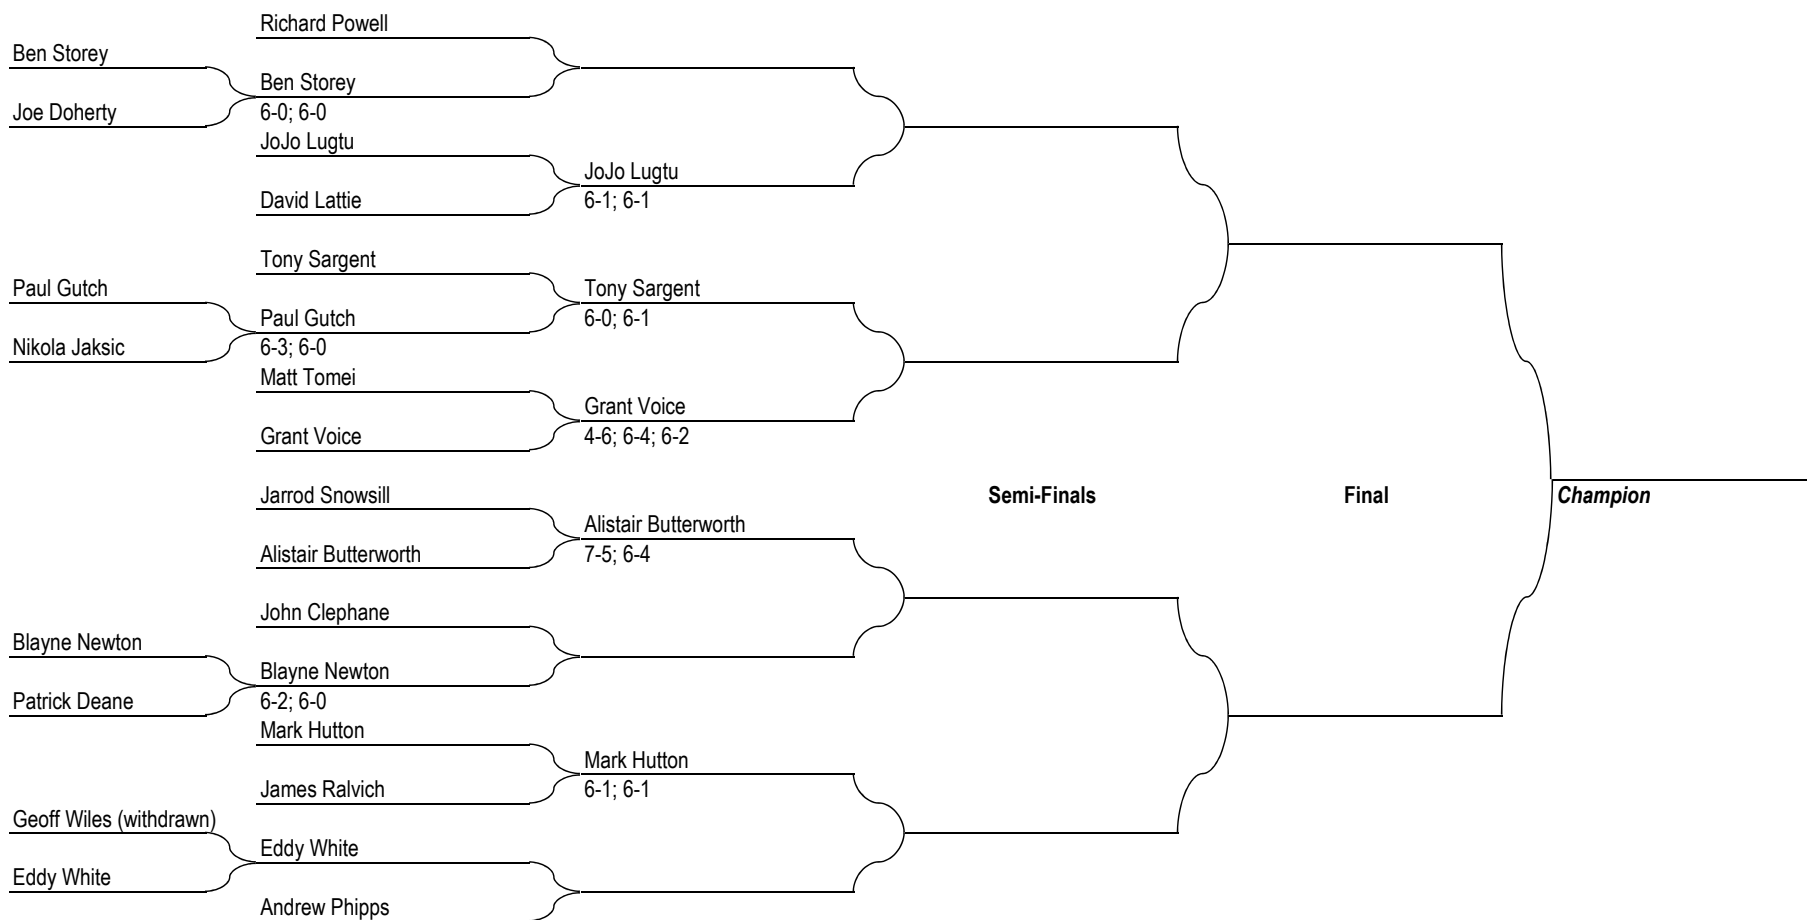 Richard Powell
Ben Storey
Ben Storey
Joe Doherty
6-0; 6-0
JoJo Lugtu
JoJo Lugtu
David Lattie
6-1; 6-1
Tony Sargent
Paul Gutch
Tony Sargent
Paul Gutch
6-0; 6-1
Nikola Jaksic
6-3; 6-0
Matt Tomei
Grant Voice
Grant Voice
4-6; 6-4; 6-2
Jarrod Snowsill
Semi-Finals
Final
Champion
Alistair Butterworth
Alistair Butterworth
7-5; 6-4
John Clephane
Blayne Newton
Blayne Newton
Patrick Deane
6-2; 6-0
Mark Hutton
Mark Hutton
James Ralvich
6-1; 6-1
Geoff Wiles (withdrawn)
Eddy White
Eddy White
Andrew Phipps